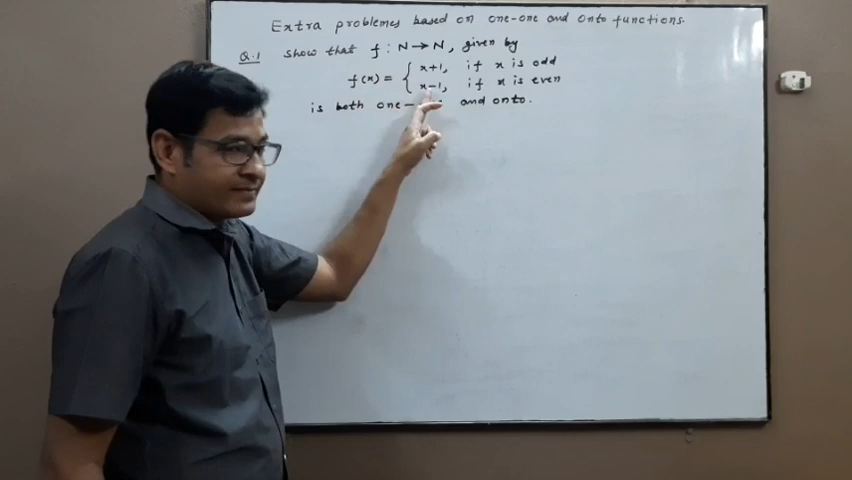 Extra problemes based on one-one and onto functions.
Q.1 Show that f : N → N, given by
f(x) = { x+1, if x is odd
x-1, if x is even
is both one- and onto.